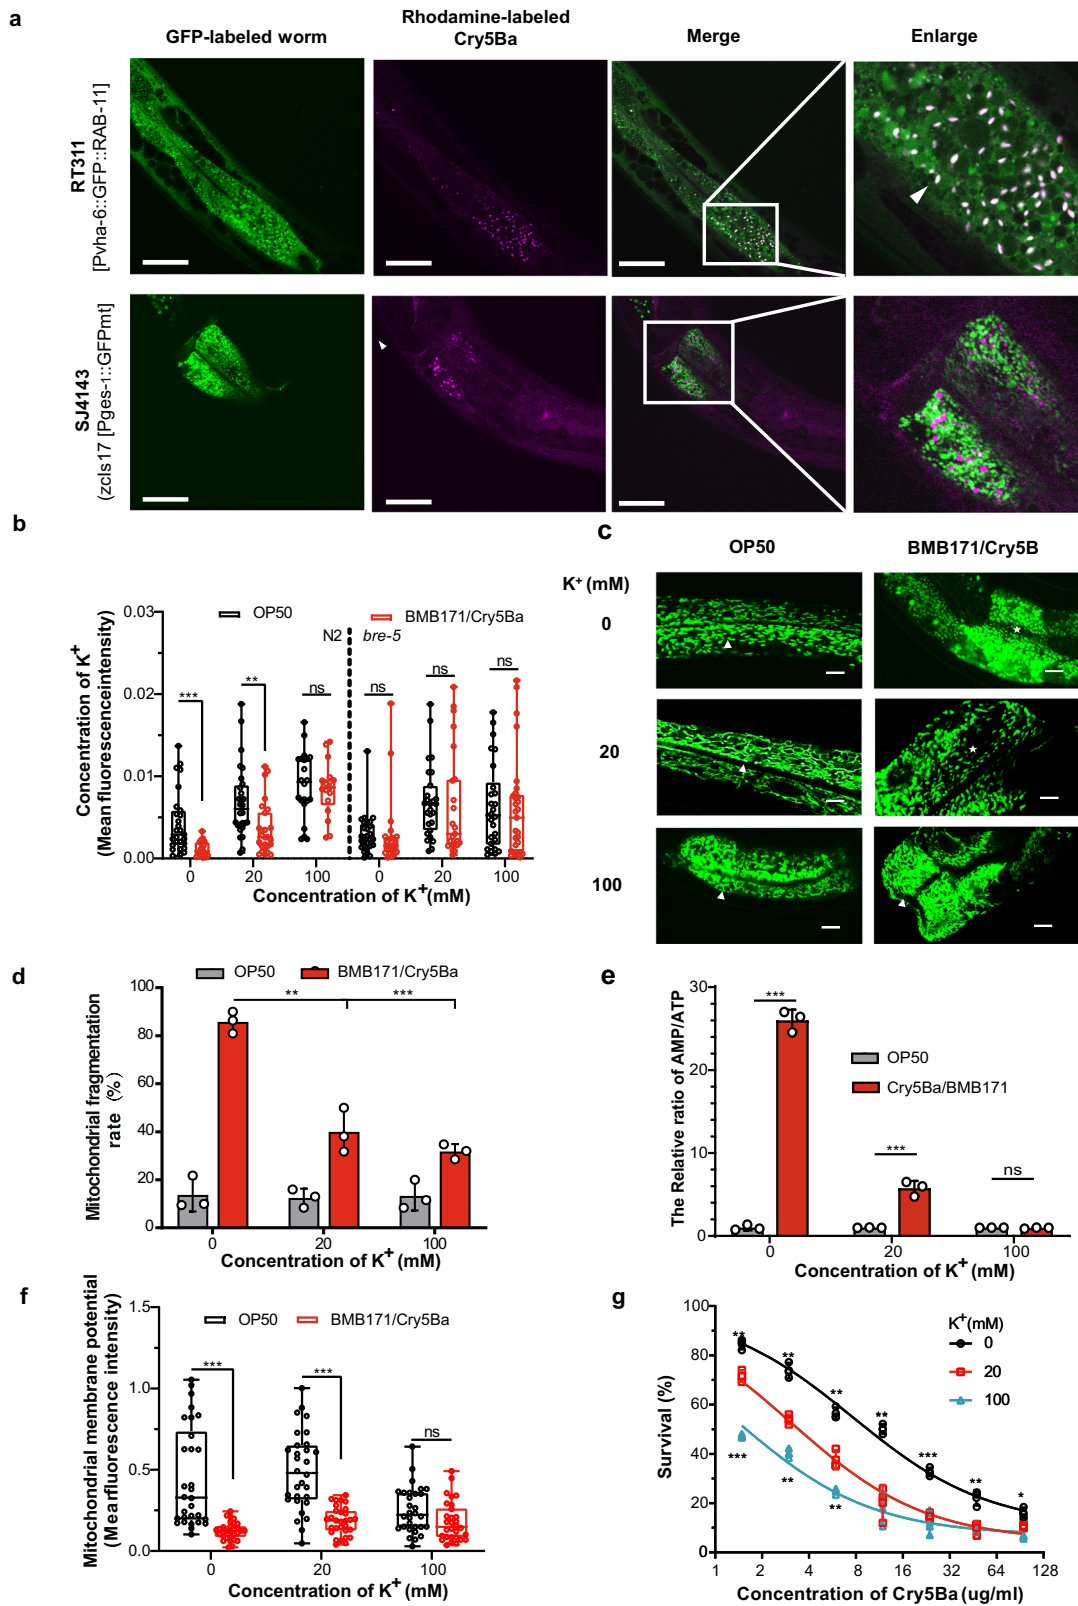 a
GFP-labeled worm
Rhodamine-labeled
Cry5Ba
Merge
Enlarge
RT311
[Pvha-6::GFP::RAB-11]
SJ4143
(zcls17 [Pges-1::GFPmt]
b
Concentration of K+
(Mean fluorescenceintensity)
OP50
BMB171/Cry5Ba
N2
bre-5
0.03
0.02
0.01
0.00
***
**
ns
ns
ns
ns
0
20
100
0
20
100
Concentration of K+(mM)
c
OP50
BMB171/Cry5B
K+ (mM)
0
20
100
d
OP50
BMB171/Cry5Ba
Mitochondrial fragmentation
rate (%)
100
80
60
40
20
0
**
***
0
20
100
Concentration of K+ (mM)
e
The Relative ratio of AMP/ATP
30
20
10
0
***
***
ns
OP50
Cry5Ba/BMB171
0
20
100
Concentration of K+ (mM)
f
Mitochondrial membrane potential
(Mearfluorescence intensity)
OP50
BMB171/Cry5Ba
1.5
1.0
0.5
0.0
***
***
ns
0
20
100
Concentration of K+ (mM)
g
Survival (%)
100
80
60
40
20
0
K+(mM)
0
20
100
**
**
**
**
***
**
*
***
**
**
1
2
4
8
16
32
64
128
Concentration of Cry5Ba (ug/ml)